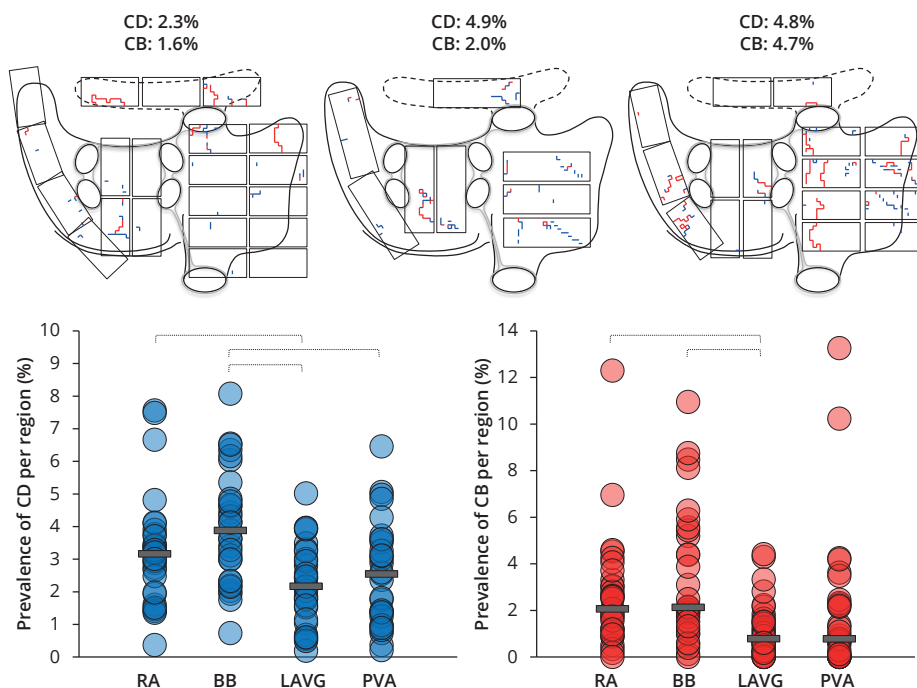 CD: 2.3%
CB: 1.6%
CD: 4.9%
CB: 2.0%
CD: 4.8%
CB: 4.7%
Prevalence of CD per region (%)
10
9
8
7
6
5
4
3
2
1
0
RA BB LAVG PVA
Prevalence of CB per region (%)
14
12
10
8
6
4
2
0
RA BB LAVG PVA